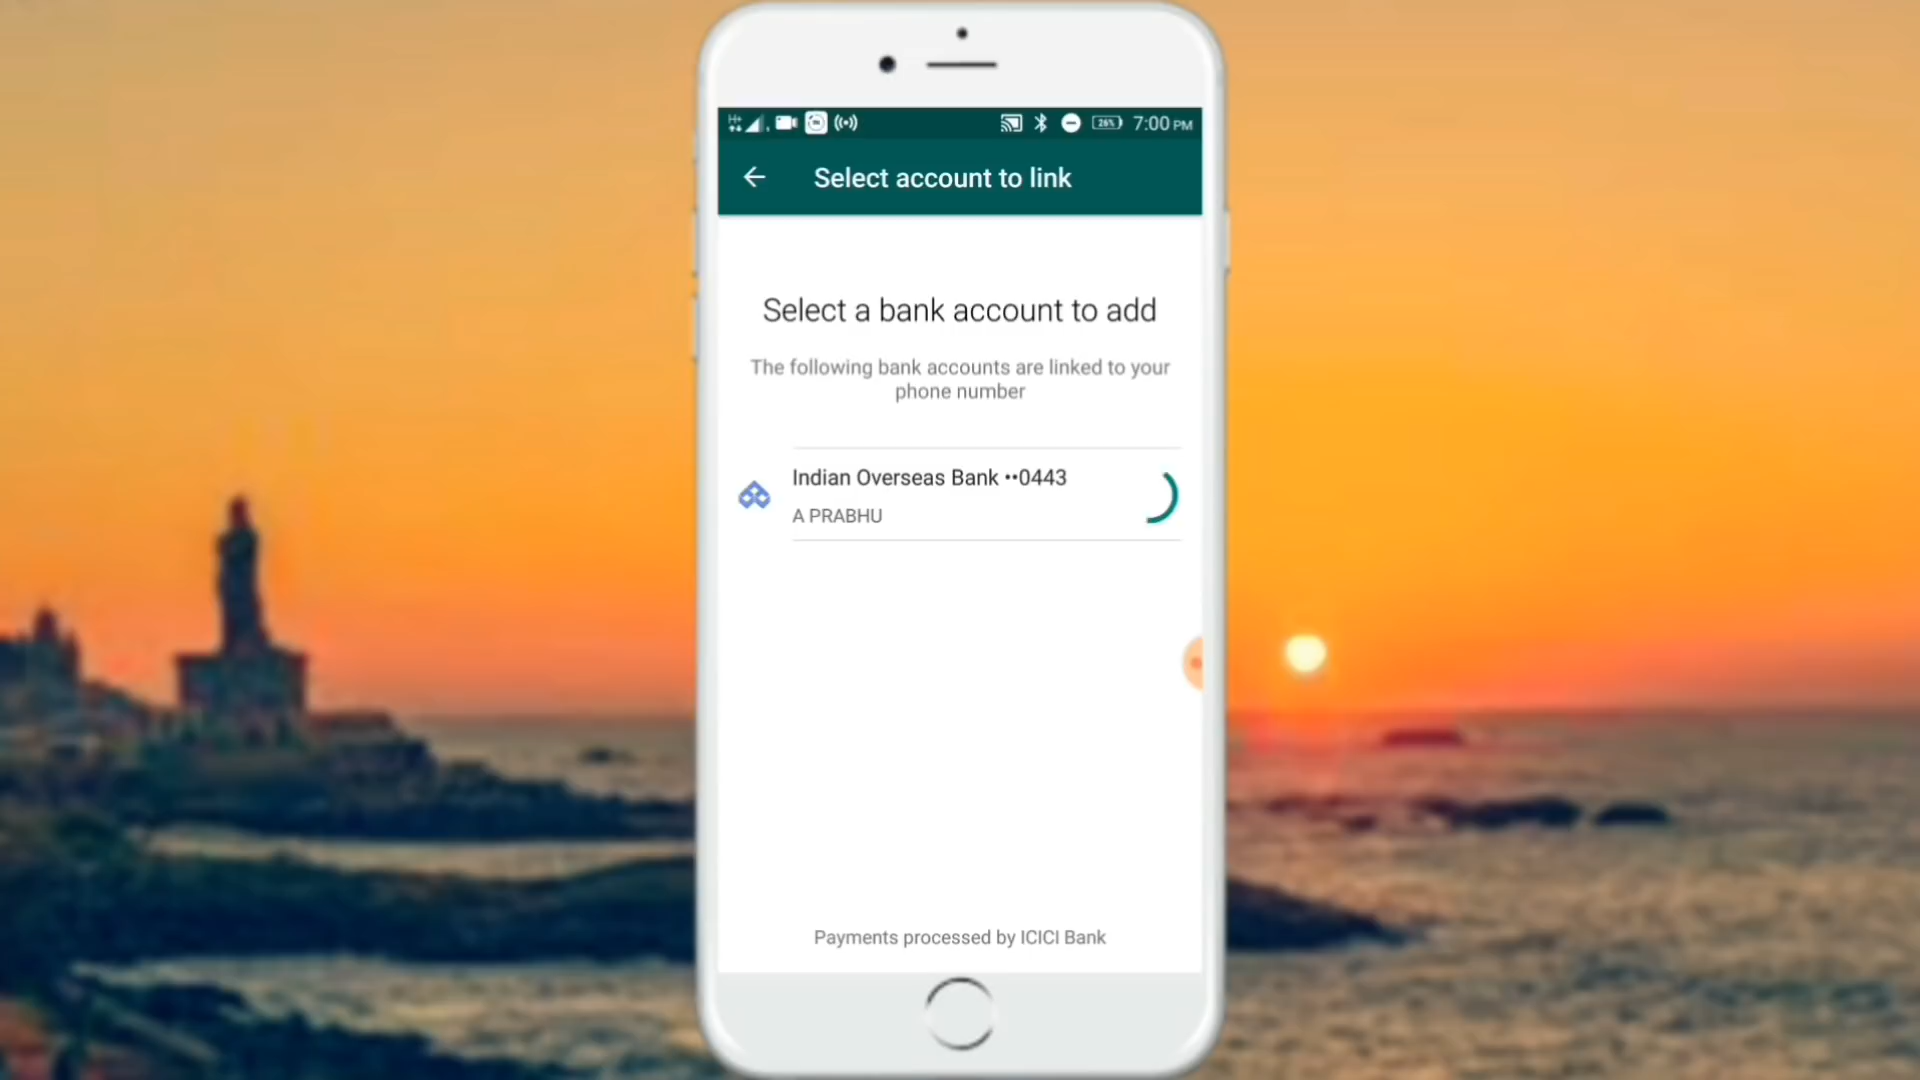 H+ 26% 7:00 PM
Select account to link
Select a bank account to add
The following bank accounts are linked to your
phone number
Indian Overseas Bank ••0443
A PRABHU
Payments processed by ICICI Bank